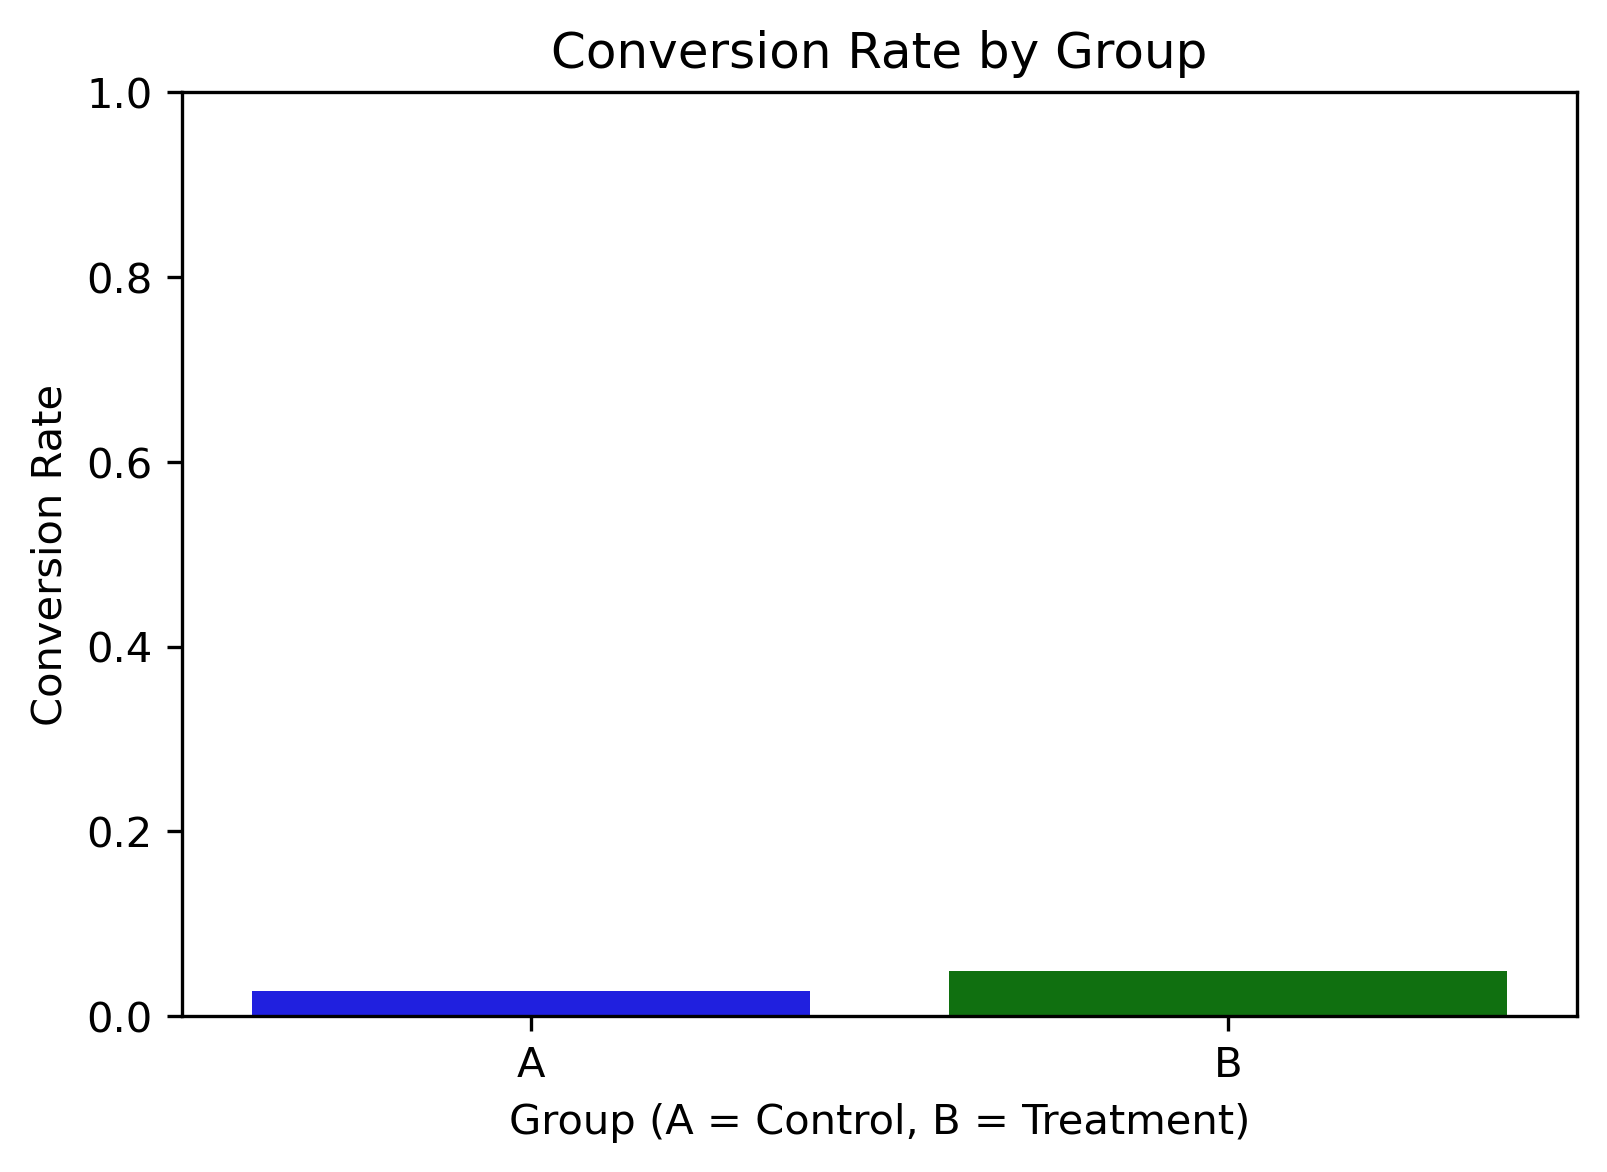 Conversion Rate by Group
1.0
0.8
0.6
0.4
0.2
0.0
Conversion Rate
A
B
Group (A = Control, B = Treatment)